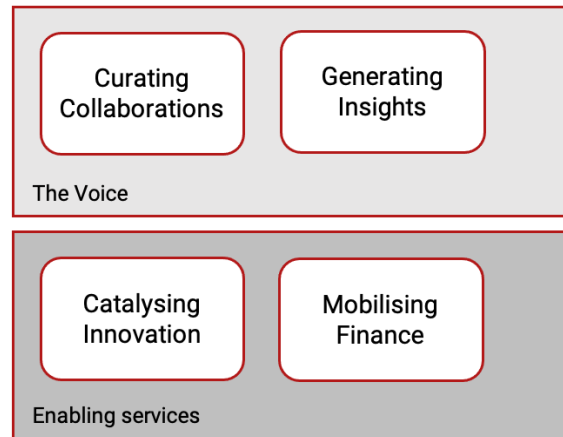 Curating
Collaborations
Generating
Insights
The Voice
Catalysing
Innovation
Mobilising
Finance
Enabling services